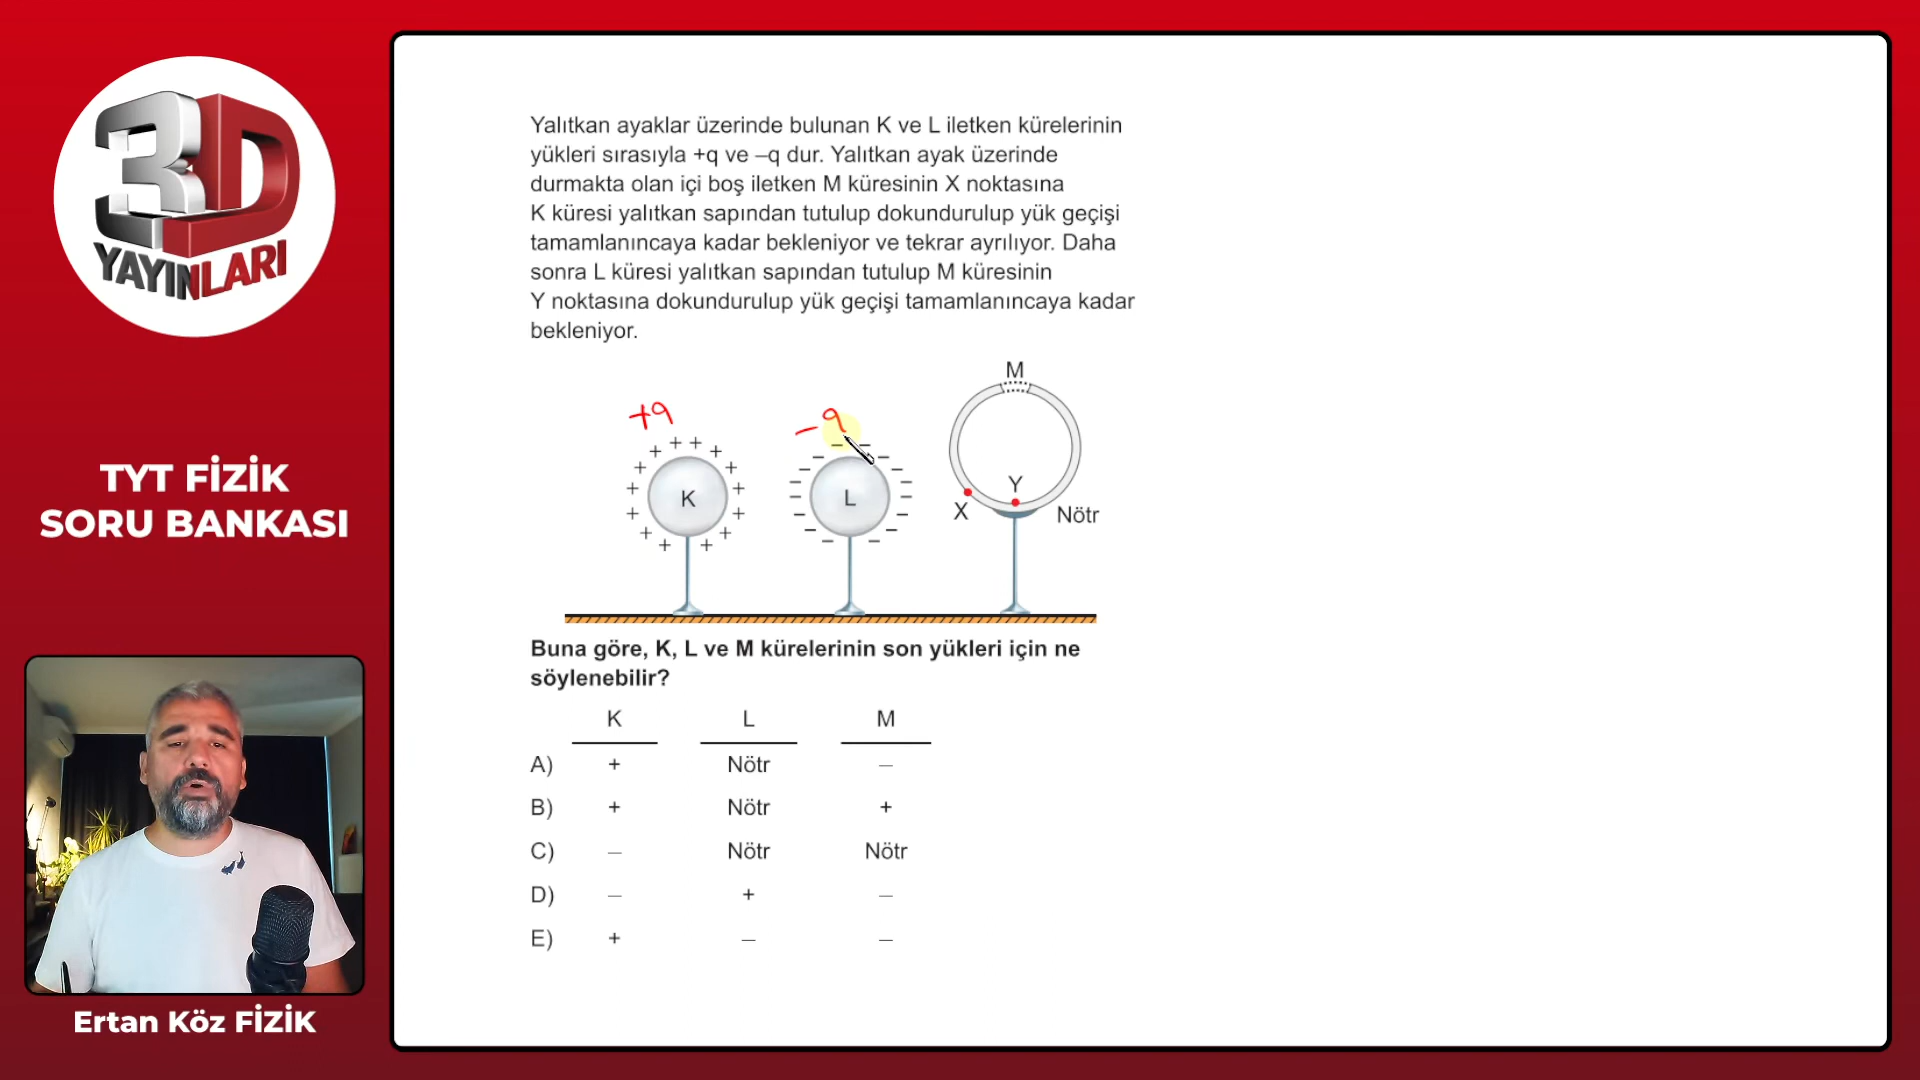 3D
YAYINLARI
TYT FİZİK
SORU BANKASI
Ertan Köz FİZİK
Yalıtkan ayaklar üzerinde bulunan K ve L iletken kürelerinin
yükleri sırasıyla +q ve –q dur. Yalıtkan ayak üzerinde
durmakta olan içi boş iletken M küresinin X noktasına
K küresi yalıtkan sapından tutulup dokundurulup yük geçişi
tamamlanıncaya kadar bekleniyor ve tekrar ayrılıyor. Daha
sonra L küresi yalıtkan sapından tutulup M küresinin
Y noktasına dokundurulup yük geçişi tamamlanıncaya kadar
bekleniyor.
M
+q
–q
K
L
Y
X
Nötr
Buna göre, K, L ve M kürelerinin son yükleri için ne
söylenebilir?
K L M
A) + Nötr –
B) + Nötr +
C) – Nötr Nötr
D) – + –
E) + – –